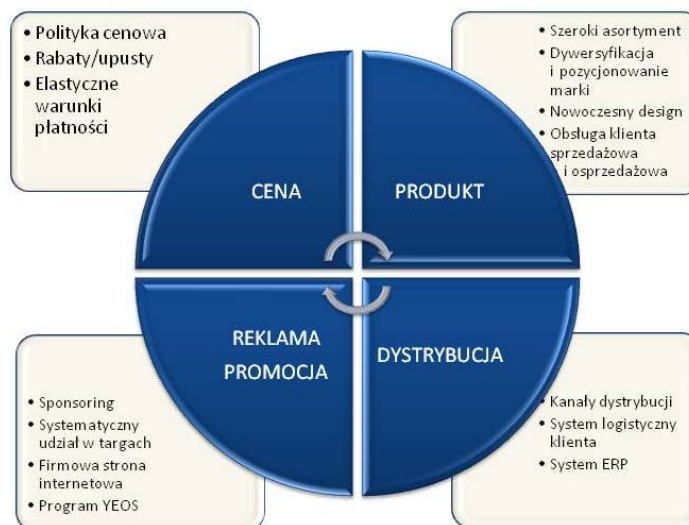 • Polityka cenowa
• Rabaty/upusty
• Elastyczne
warunki
płatności
• Szeroki asortyment
• Dywersyfikacja
i pozycjonowanie
marki
• Nowoczesny design
• Obsługa klienta
sprzedażowa
i osprzedażowa
CENA
PRODUKT
REKLAMA
PROMOCJA
DYSTRYBUCJA
• Sponsoring
• Systematyczny
udział w targach
• Firmowa strona
internetowa
• Program YEOS
• Kanały dystrybucji
• System logistyczny
klienta
• System ERP